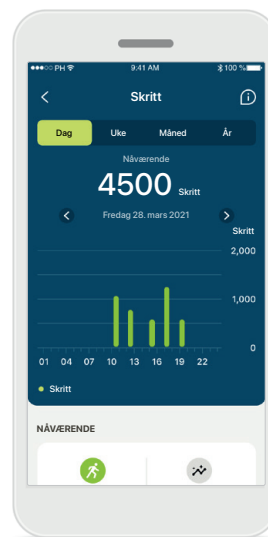 PH 9:41 AM 100 %
Skritt
Dag Uke Måned År
Nåværende
4500 Skritt
Fredag 28. mars 2021
Skritt
2,000
1,000
0
01 04 07 10 13 16 19 22
Skritt
NÅVÆRENDE